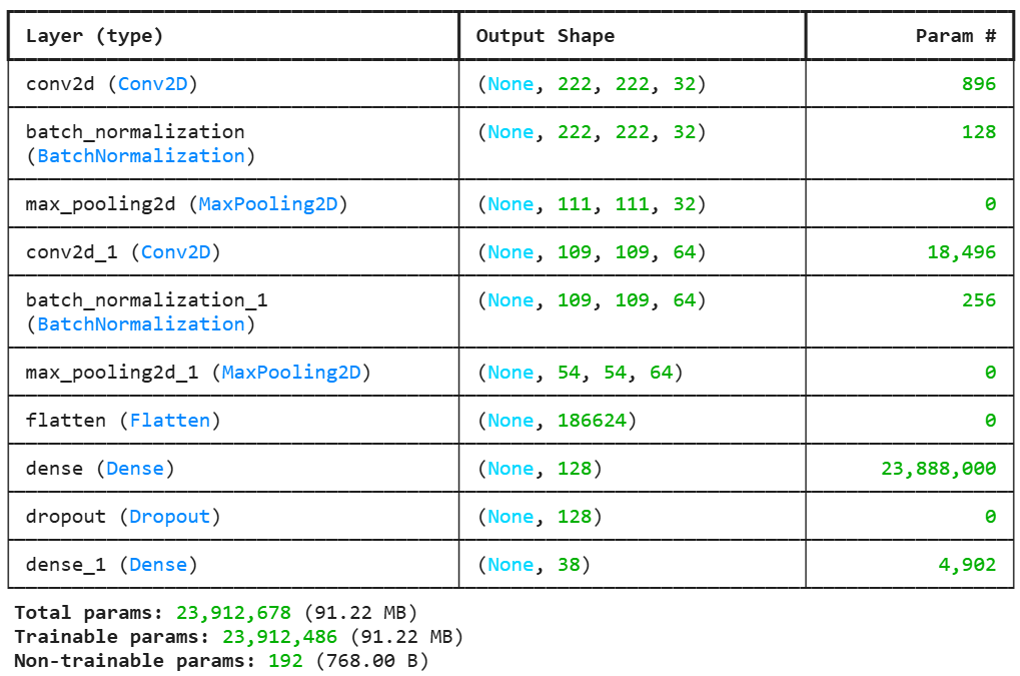 Layer (type) Output Shape Param #
conv2d (Conv2D) (None, 222, 222, 32) 896
batch_normalization (None, 222, 222, 32) 128
(BatchNormalization)
max_pooling2d (MaxPooling2D) (None, 111, 111, 32) 0
conv2d_1 (Conv2D) (None, 109, 109, 64) 18,496
batch_normalization_1 (None, 109, 109, 64) 256
(BatchNormalization)
max_pooling2d_1 (MaxPooling2D) (None, 54, 54, 64) 0
flatten (Flatten) (None, 186624) 0
dense (Dense) (None, 128) 23,888,000
dropout (Dropout) (None, 128) 0
dense_1 (Dense) (None, 38) 4,902
Total params: 23,912,678 (91.22 MB)
Trainable params: 23,912,486 (91.22 MB)
Non-trainable params: 192 (768.00 B)